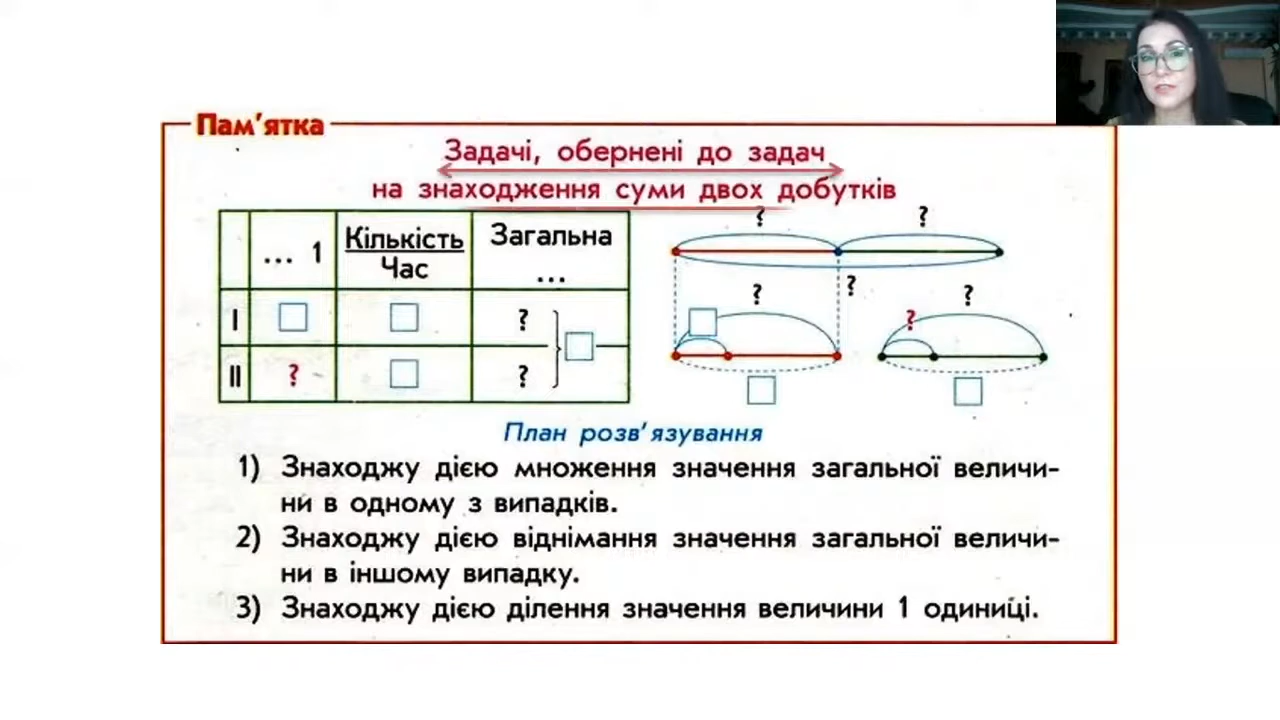 Пам'ятка
Задачі, обернені до задач
на знаходження суми двох добутків
... 1
Кількість
Час
Загальна
...
I
?
II
?
?
?
?
?
?
?
?
План розв'язування
1) Знаходжу дією множення значення загальної величи-
ни в одному з випадків.
2) Знаходжу дією віднімання значення загальної величи-
ни в іншому випадку.
3) Знаходжу дією ділення значення величини 1 одиниці.